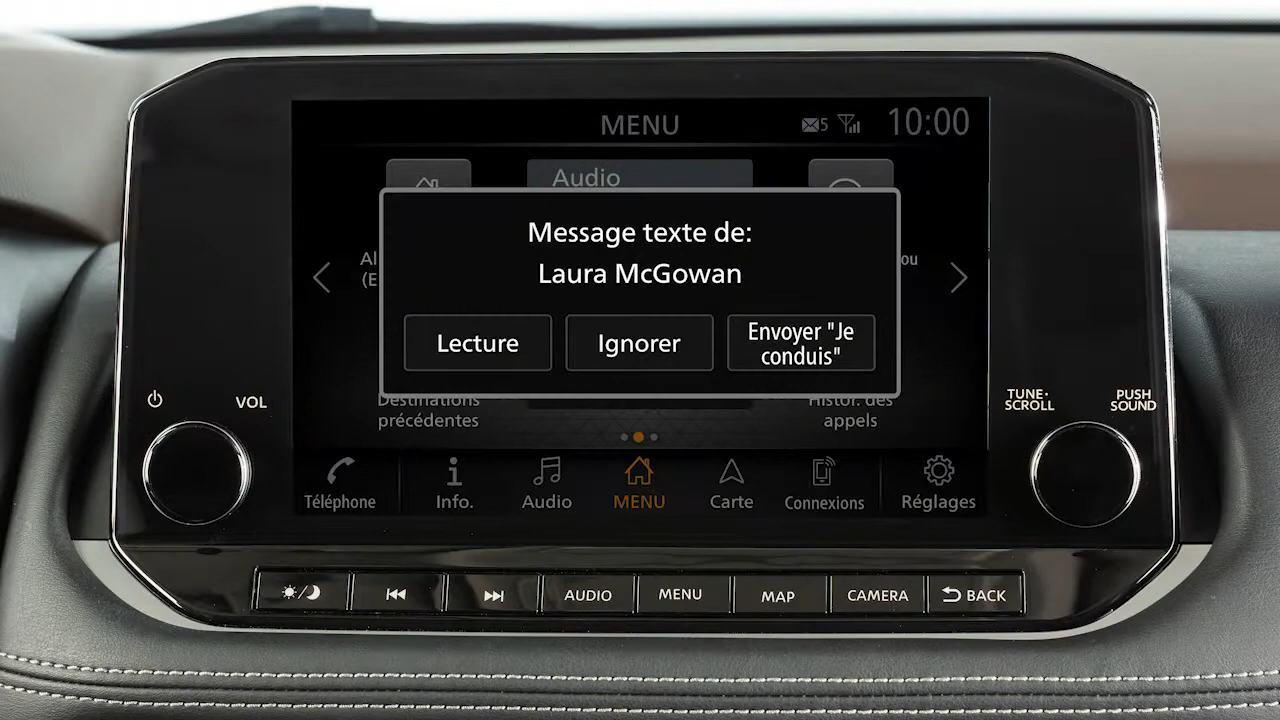 MENU
5
10:00
Audio
Message texte de:
Laura McGowan
Lecture
Ignorer
Envoyer "Je
conduis"
Destinations
précédentes
Histor. des
appels
VOL
TUNE·
SCROLL
PUSH
SOUND
Téléphone
Info.
Audio
MENU
Carte
Connexions
Réglages
AUDIO
MENU
MAP
CAMERA
BACK